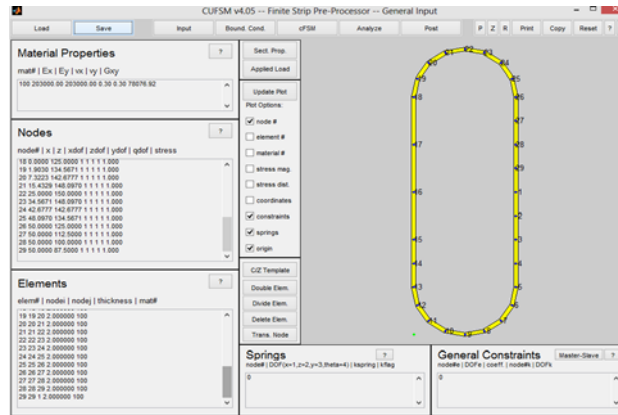 CUFSM v4.05 -- Finite Strip Pre-Processor -- General Input
Load Save Input Bound. Cond. cFSM Analyze Post P Z R Print Copy Reset ?
Material Properties ?
mat# | Ex | Ey | vx | vy | Gxy
100 203000.00 203000.00 0.30 0.30 78076.92
Nodes ?
node# | x | z | xdof | zdof | ydof | qdof | stress
18 0.0000 125.0000 1 1 1 1 1.000
19 1.9030 134.5671 1 1 1 1 1.000
20 7.3223 142.6777 1 1 1 1 1.000
21 15.4329 148.0970 1 1 1 1 1.000
22 25.0000 150.0000 1 1 1 1 1.000
23 34.5671 148.0970 1 1 1 1 1.000
24 42.6777 142.6777 1 1 1 1 1.000
25 48.0970 134.5671 1 1 1 1 1.000
26 50.0000 125.0000 1 1 1 1 1.000
27 50.0000 112.5000 1 1 1 1 1.000
28 50.0000 100.0000 1 1 1 1 1.000
29 50.0000 87.5000 1 1 1 1 1.000
Elements ?
elem# | nodei | nodej | thickness | mat#
19 19 20 2.000000 100
20 20 21 2.000000 100
21 21 22 2.000000 100
22 22 23 2.000000 100
23 23 24 2.000000 100
24 24 25 2.000000 100
25 25 26 2.000000 100
26 26 27 2.000000 100
27 27 28 2.000000 100
28 28 29 2.000000 100
29 29 1 2.000000 100
Sect. Prop.
Applied Load
Update Plot
Plot Options:
node #
element #
material #
stress mag.
stress dist.
coordinates
constraints
springs
origin
C/Z Template
Double Elem.
Divide Elem.
Delete Elem.
Trans. Node
Springs ?
node# | DOF(x=1,z=2,y=3,theta=4) | kspring | kflag
0
General Constraints Master-Slave ?
node#e | DOFe | coeff. | node#k | DOFk
0